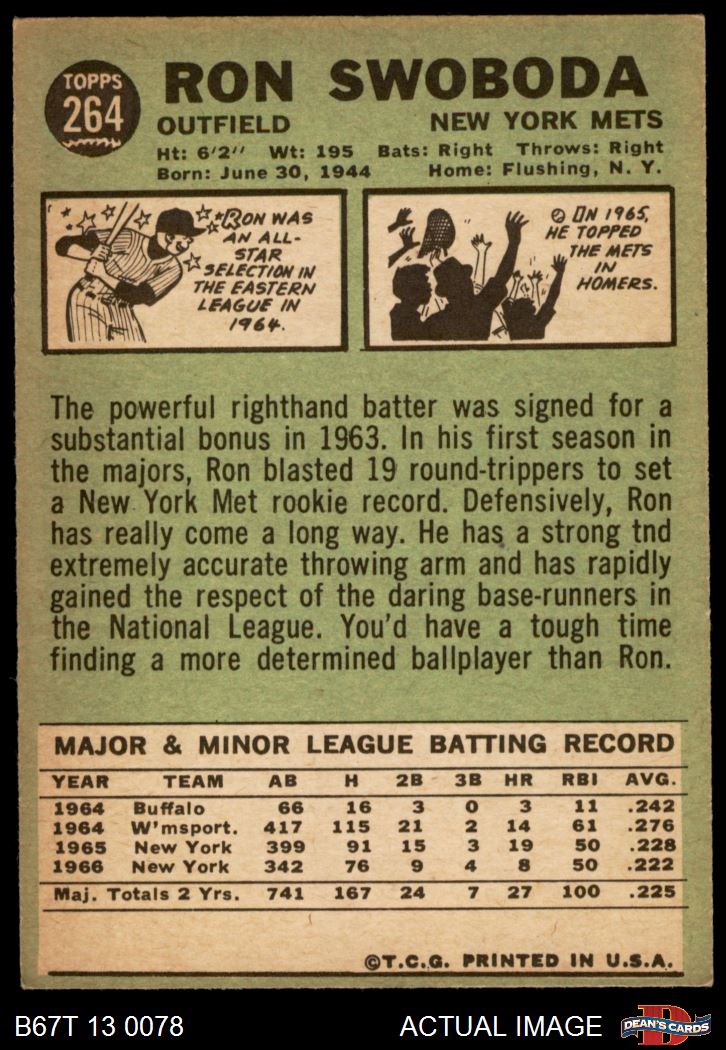 TOPPS
264
RON SWOBODA
OUTFIELD NEW YORK METS
Ht: 6'2" Wt: 195 Bats: Right Throws: Right
Born: June 30, 1944 Home: Flushing, N. Y.
RON WAS
AN ALL-
STAR
SELECTION IN
THE EASTERN
LEAGUE IN
1964.
IN 1965,
HE TOPPED
THE METS
IN
HOMERS.
The powerful righthand batter was signed for a
substantial bonus in 1963. In his first season in
the majors, Ron blasted 19 round-trippers to set
a New York Met rookie record. Defensively, Ron
has really come a long way. He has a strong tnd
extremely accurate throwing arm and has rapidly
gained the respect of the daring base-runners in
the National League. You'd have a tough time
finding a more determined ballplayer than Ron.
MAJOR & MINOR LEAGUE BATTING RECORD
YEAR TEAM AB H 2B 3B HR RBI AVG.
1964 Buffalo 66 16 3 0 3 11 .242
1964 W'msport. 417 115 21 2 14 61 .276
1965 New York 399 91 15 3 19 50 .228
1966 New York 342 76 9 4 8 50 .222
Maj. Totals 2 Yrs. 741 167 24 7 27 100 .225
©T.C.G. PRINTED IN U.S.A.
B67T 13 0078 ACTUAL IMAGE
D
DEAN'S CARDS